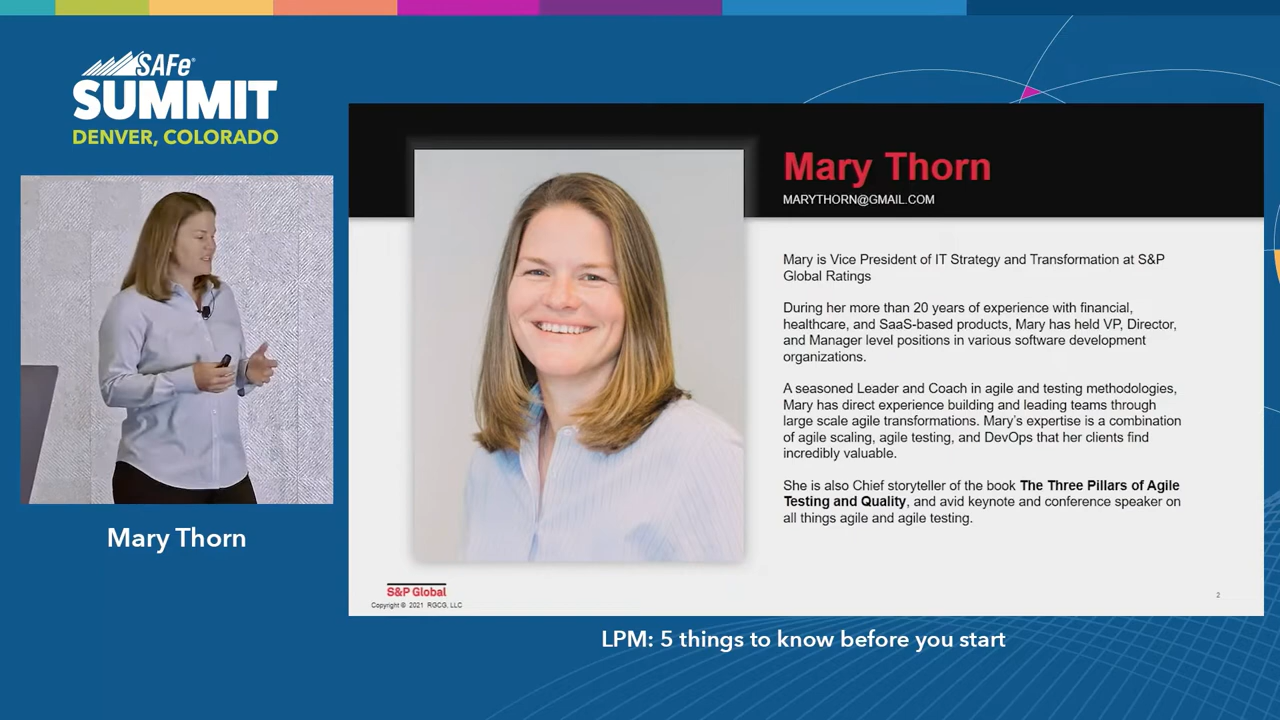 SAFe®
SUMMIT
DENVER, COLORADO
Mary Thorn
MARYTHORN@GMAIL.COM
Mary is Vice President of IT Strategy and Transformation at S&P
Global Ratings
During her more than 20 years of experience with financial,
healthcare, and SaaS-based products, Mary has held VP, Director,
and Manager level positions in various software development
organizations.
A seasoned Leader and Coach in agile and testing methodologies,
Mary has direct experience building and leading teams through
large scale agile transformations. Mary's expertise is a combination
of agile scaling, agile testing, and DevOps that her clients find
incredibly valuable.
She is also Chief storyteller of the book The Three Pillars of Agile
Testing and Quality, and avid keynote and conference speaker on
all things agile and agile testing.
S&P Global
Copyright © 2021 RGCG, LLC
2
Mary Thorn
LPM: 5 things to know before you start